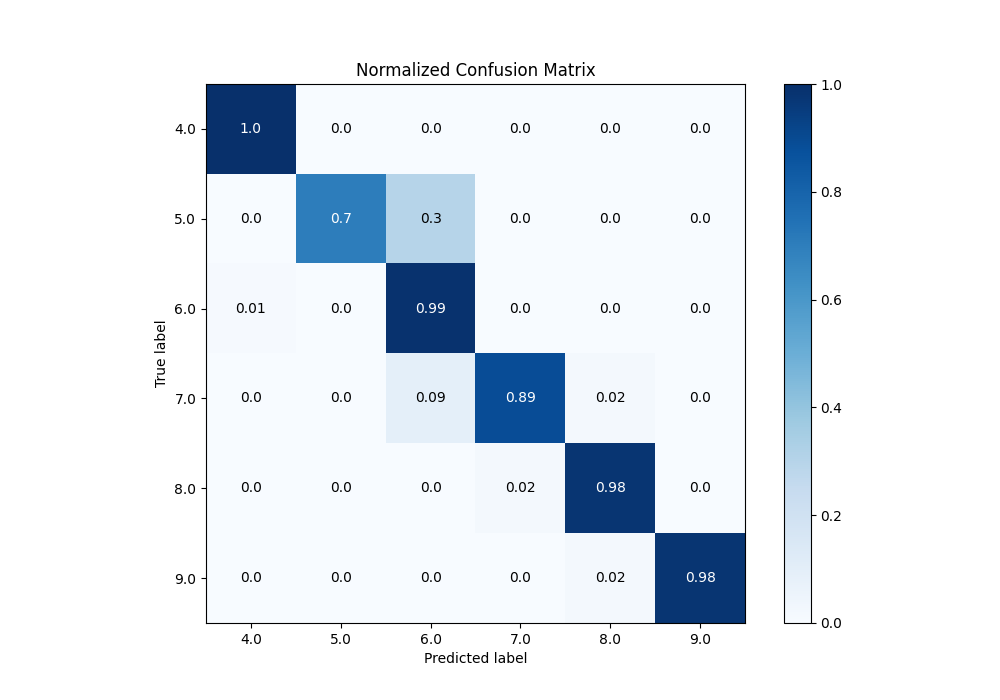 Normalized Confusion Matrix
True label
4.0 1.0 0.0 0.0 0.0 0.0 0.0
5.0 0.0 0.7 0.3 0.0 0.0 0.0
6.0 0.01 0.0 0.99 0.0 0.0 0.0
7.0 0.0 0.0 0.09 0.89 0.02 0.0
8.0 0.0 0.0 0.0 0.02 0.98 0.0
9.0 0.0 0.0 0.0 0.0 0.02 0.98
4.0 5.0 6.0 7.0 8.0 9.0
Predicted label
1.0
0.8
0.6
0.4
0.2
0.0